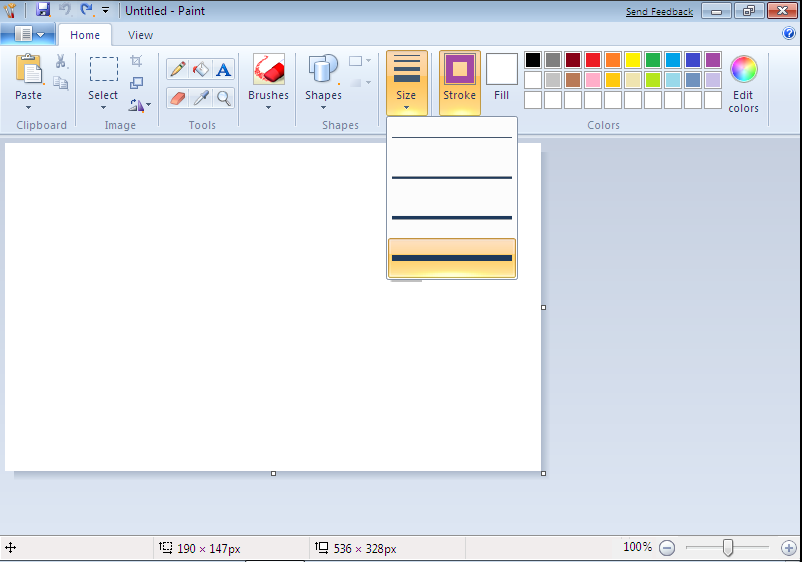 Untitled - Paint
Send Feedback
Home View
Paste Select Brushes Shapes Size Stroke Fill Edit colors
Clipboard Image Tools Shapes Colors
190 × 147px 536 × 328px 100%